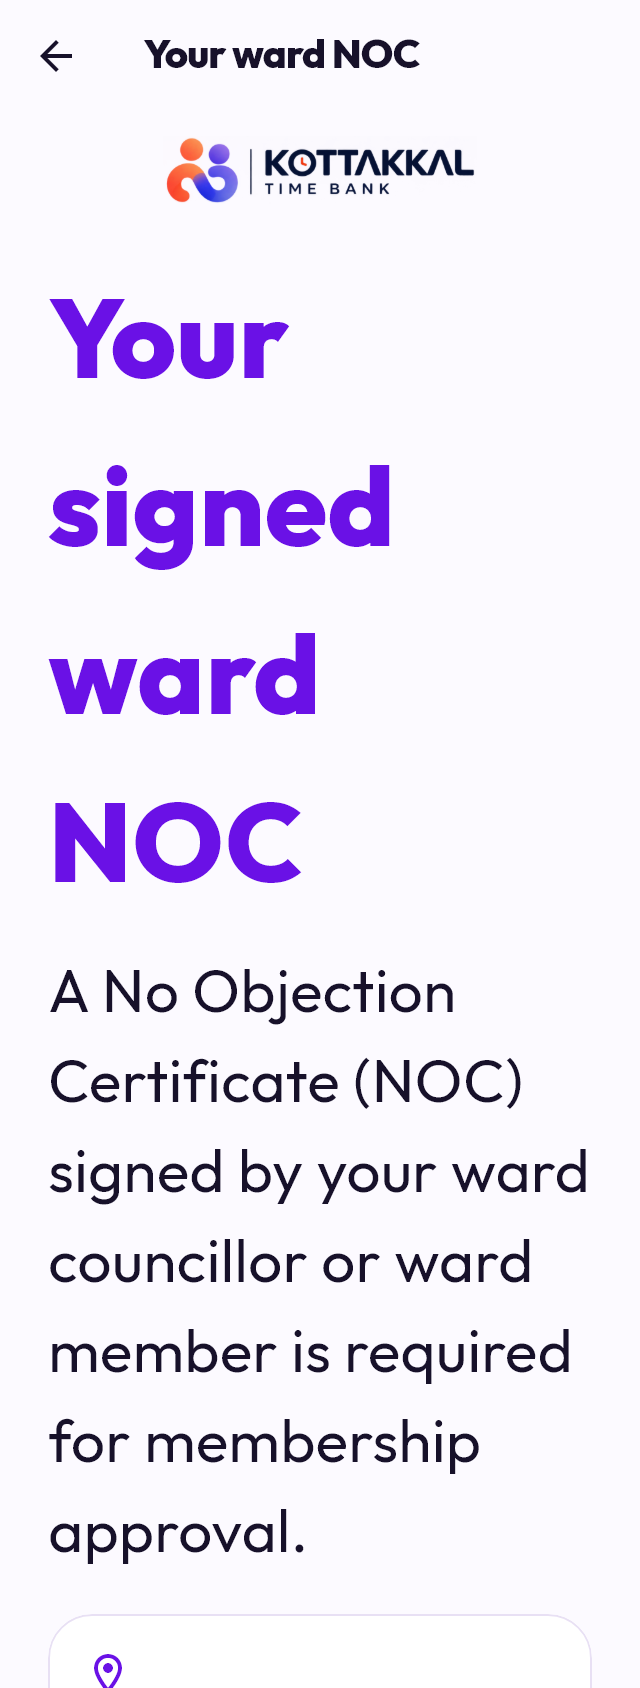 Your ward NOC
KOTTAKKAL
TIME BANK
Your
signed
ward
NOC
A No Objection
Certificate (NOC)
signed by your ward
councillor or ward
member is required
for membership
approval.